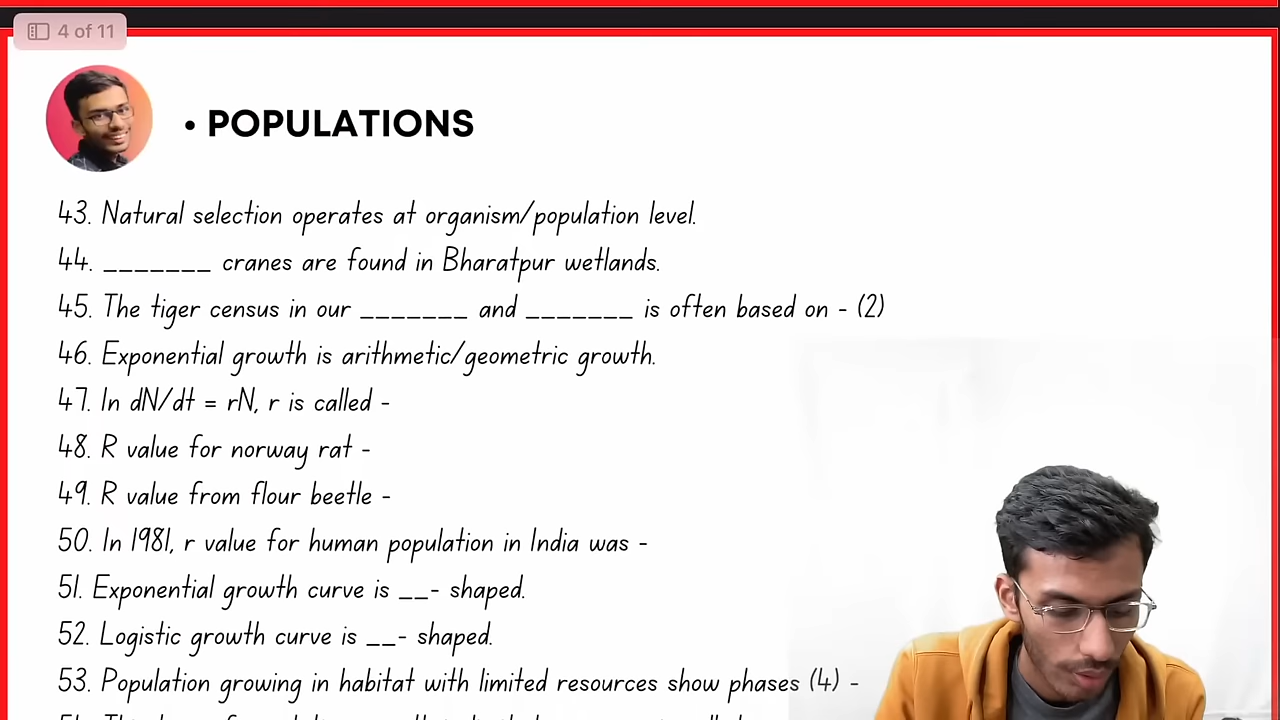 4 of 11
• POPULATIONS
43. Natural selection operates at organism/population level.
44. _______ cranes are found in Bharatpur wetlands.
45. The tiger census in our _______ and _______ is often based on - (2)
46. Exponential growth is arithmetic/geometric growth.
47. In dN/dt = rN, r is called -
48. R value for norway rat -
49. R value from flour beetle -
50. In 1981, r value for human population in India was -
51. Exponential growth curve is __- shaped.
52. Logistic growth curve is __- shaped.
53. Population growing in habitat with limited resources show phases (4) -